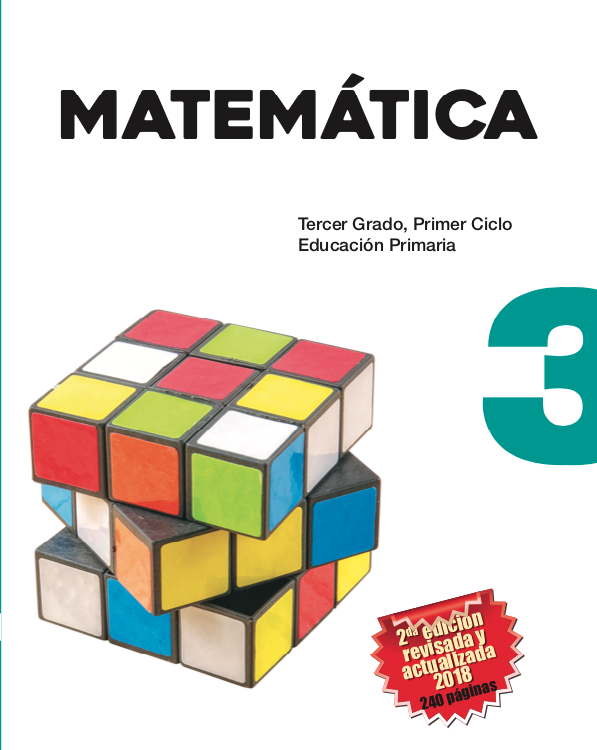 MATEMÁTICA
Tercer Grado, Primer Ciclo
Educación Primaria
3
2da edición
revisada y
actualizada
2018
240 páginas